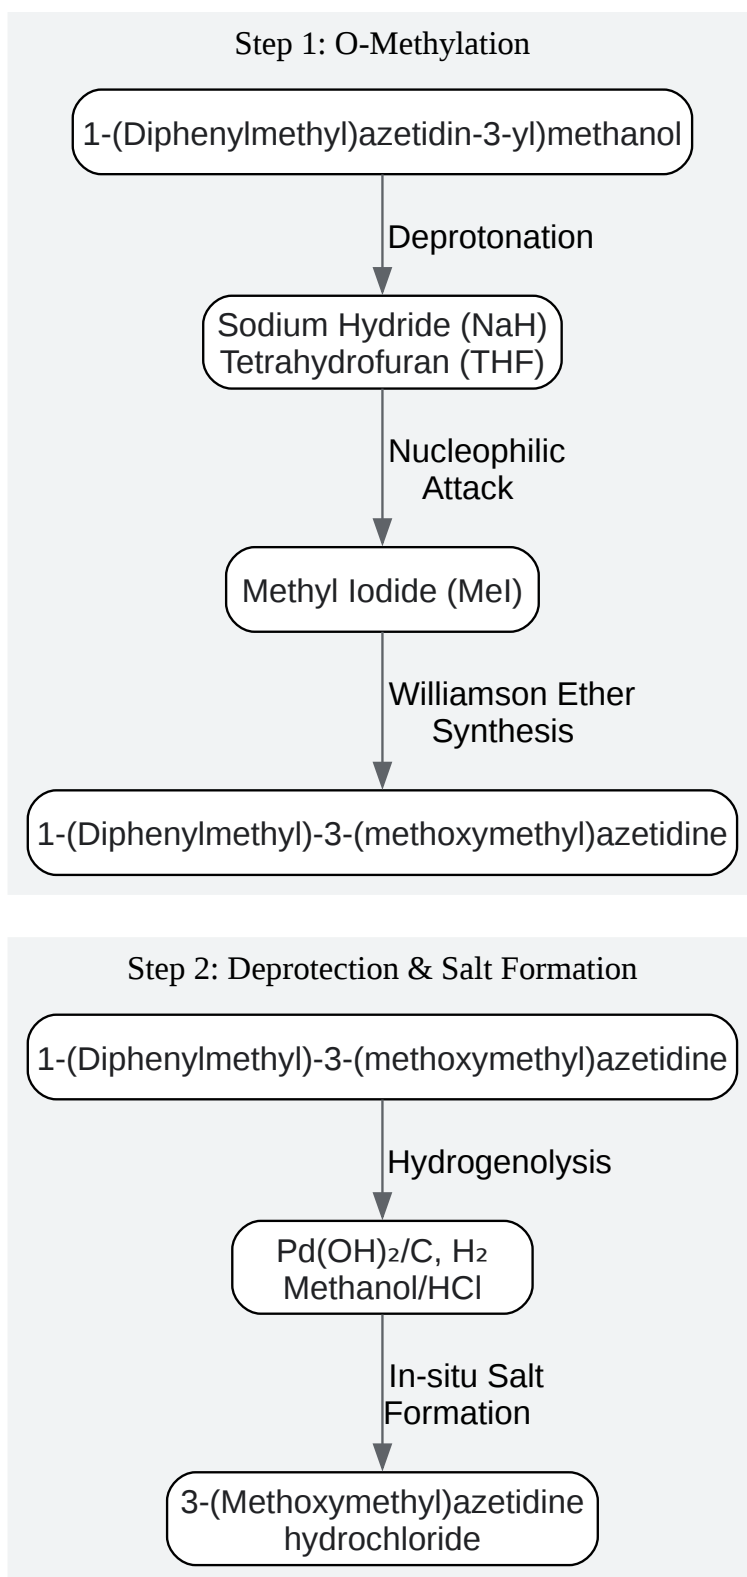 Step 1: O-Methylation
1-(Diphenylmethyl)azetidin-3-yl)methanol
Deprotonation
Sodium Hydride (NaH)
Tetrahydrofuran (THF)
Nucleophilic
Attack
Methyl Iodide (MeI)
Williamson Ether
Synthesis
1-(Diphenylmethyl)-3-(methoxymethyl)azetidine
Step 2: Deprotection & Salt Formation
1-(Diphenylmethyl)-3-(methoxymethyl)azetidine
Hydrogenolysis
Pd(OH)₂/C, H₂
Methanol/HCl
In-situ Salt
Formation
3-(Methoxymethyl)azetidine
hydrochloride